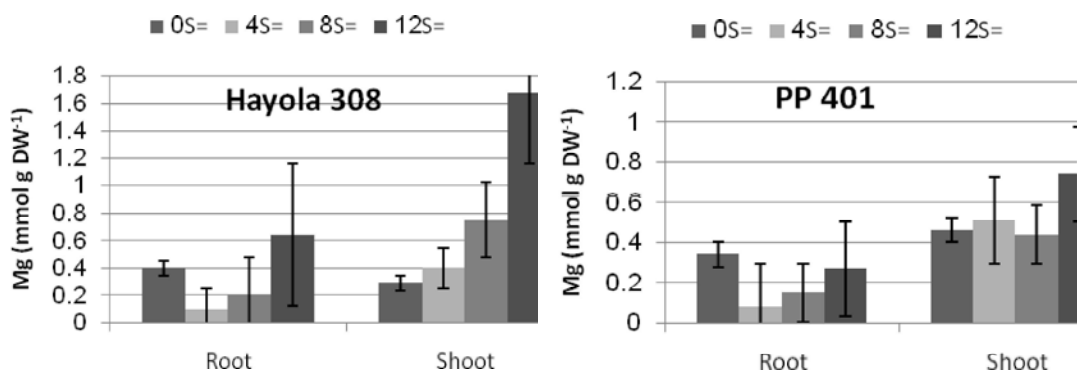 0S= 4S= 8S= 12S=
Hayola 308
Mg (mmol g DW-1)
1.8
1.6
1.4
1.2
1
0.8
0.6
0.4
0.2
0
Root Shoot
0S= 4S= 8S= 12S=
PP 401
Mg (mmol g DW-1)
1.2
1
0.8
0.6
0.4
0.2
0
Root Shoot